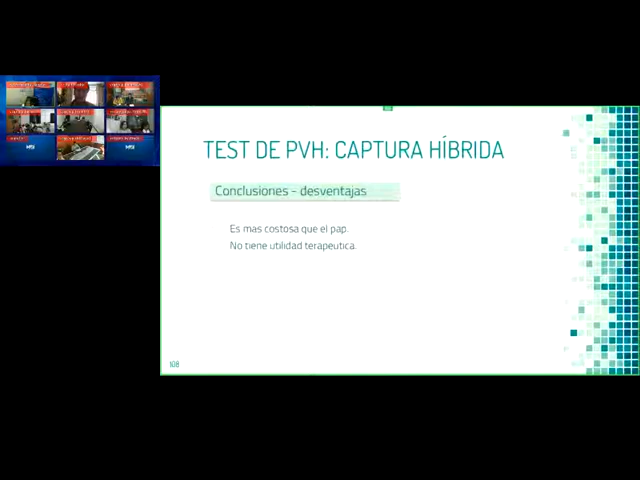 TEST DE PVH: CAPTURA HÍBRIDA
Conclusiones - desventajas
Es mas costosa que el pap.
No tiene utilidad terapeutica.
108